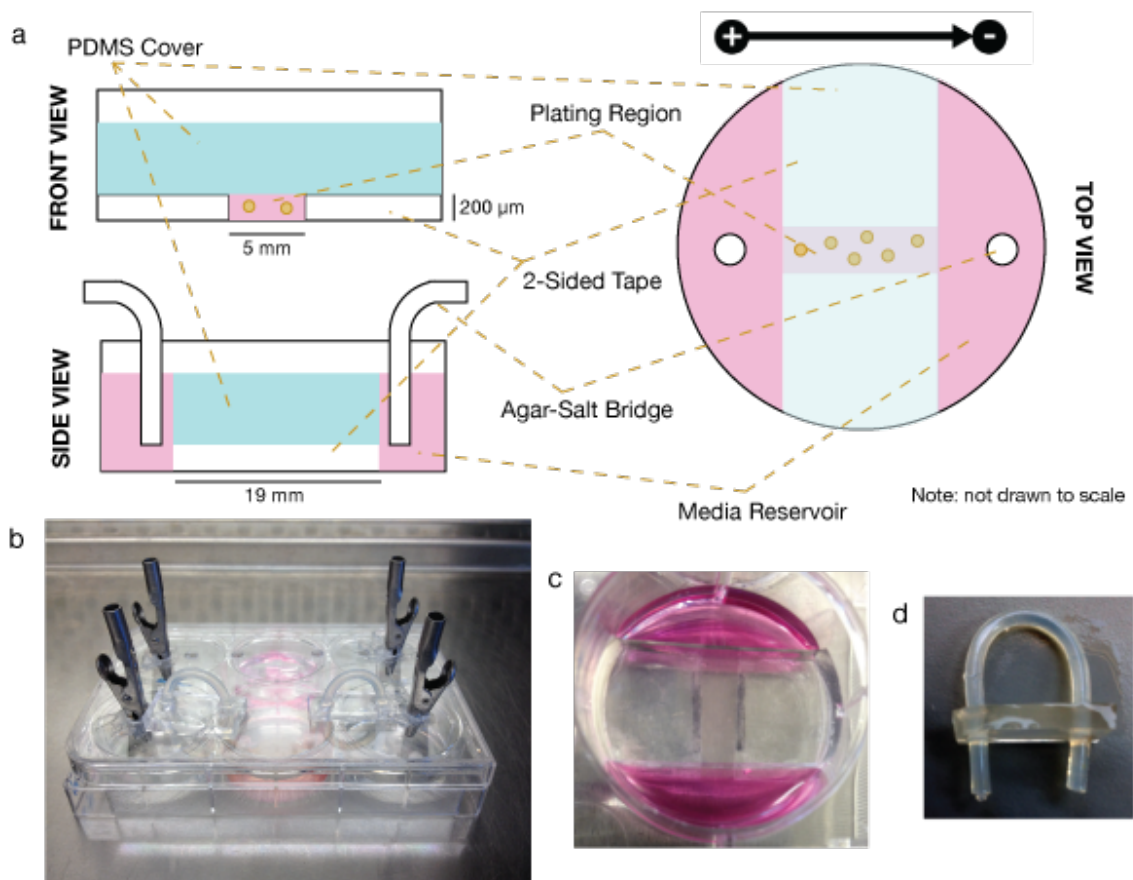 a
PDMS Cover
FRONT VIEW
200 µm
5 mm
+
-
Plating Region
TOP VIEW
2-Sided Tape
SIDE VIEW
Agar-Salt Bridge
19 mm
Media Reservoir
Note: not drawn to scale
b
c
d